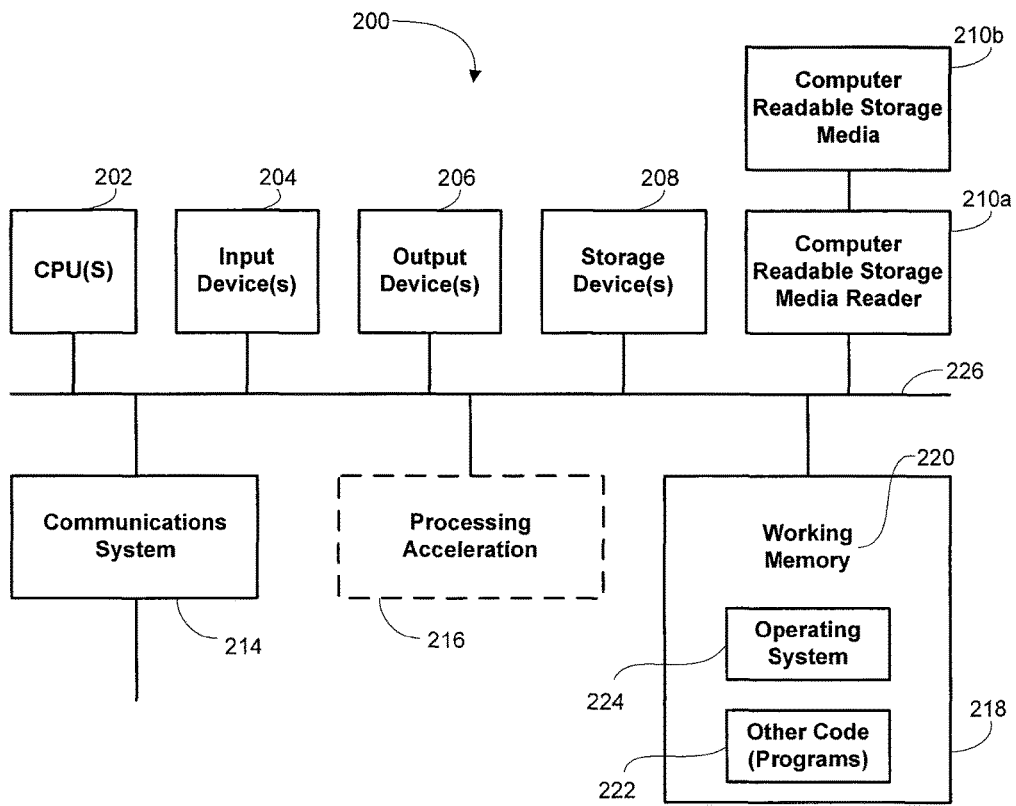 200
210b
Computer
Readable Storage
Media
202
204
206
208
210a
CPU(S)
Input
Device(s)
Output
Device(s)
Storage
Device(s)
Computer
Readable Storage
Media Reader
226
220
Communications
System
Processing
Acceleration
Working
Memory
214
216
Operating
System
224
218
Other Code
(Programs)
222